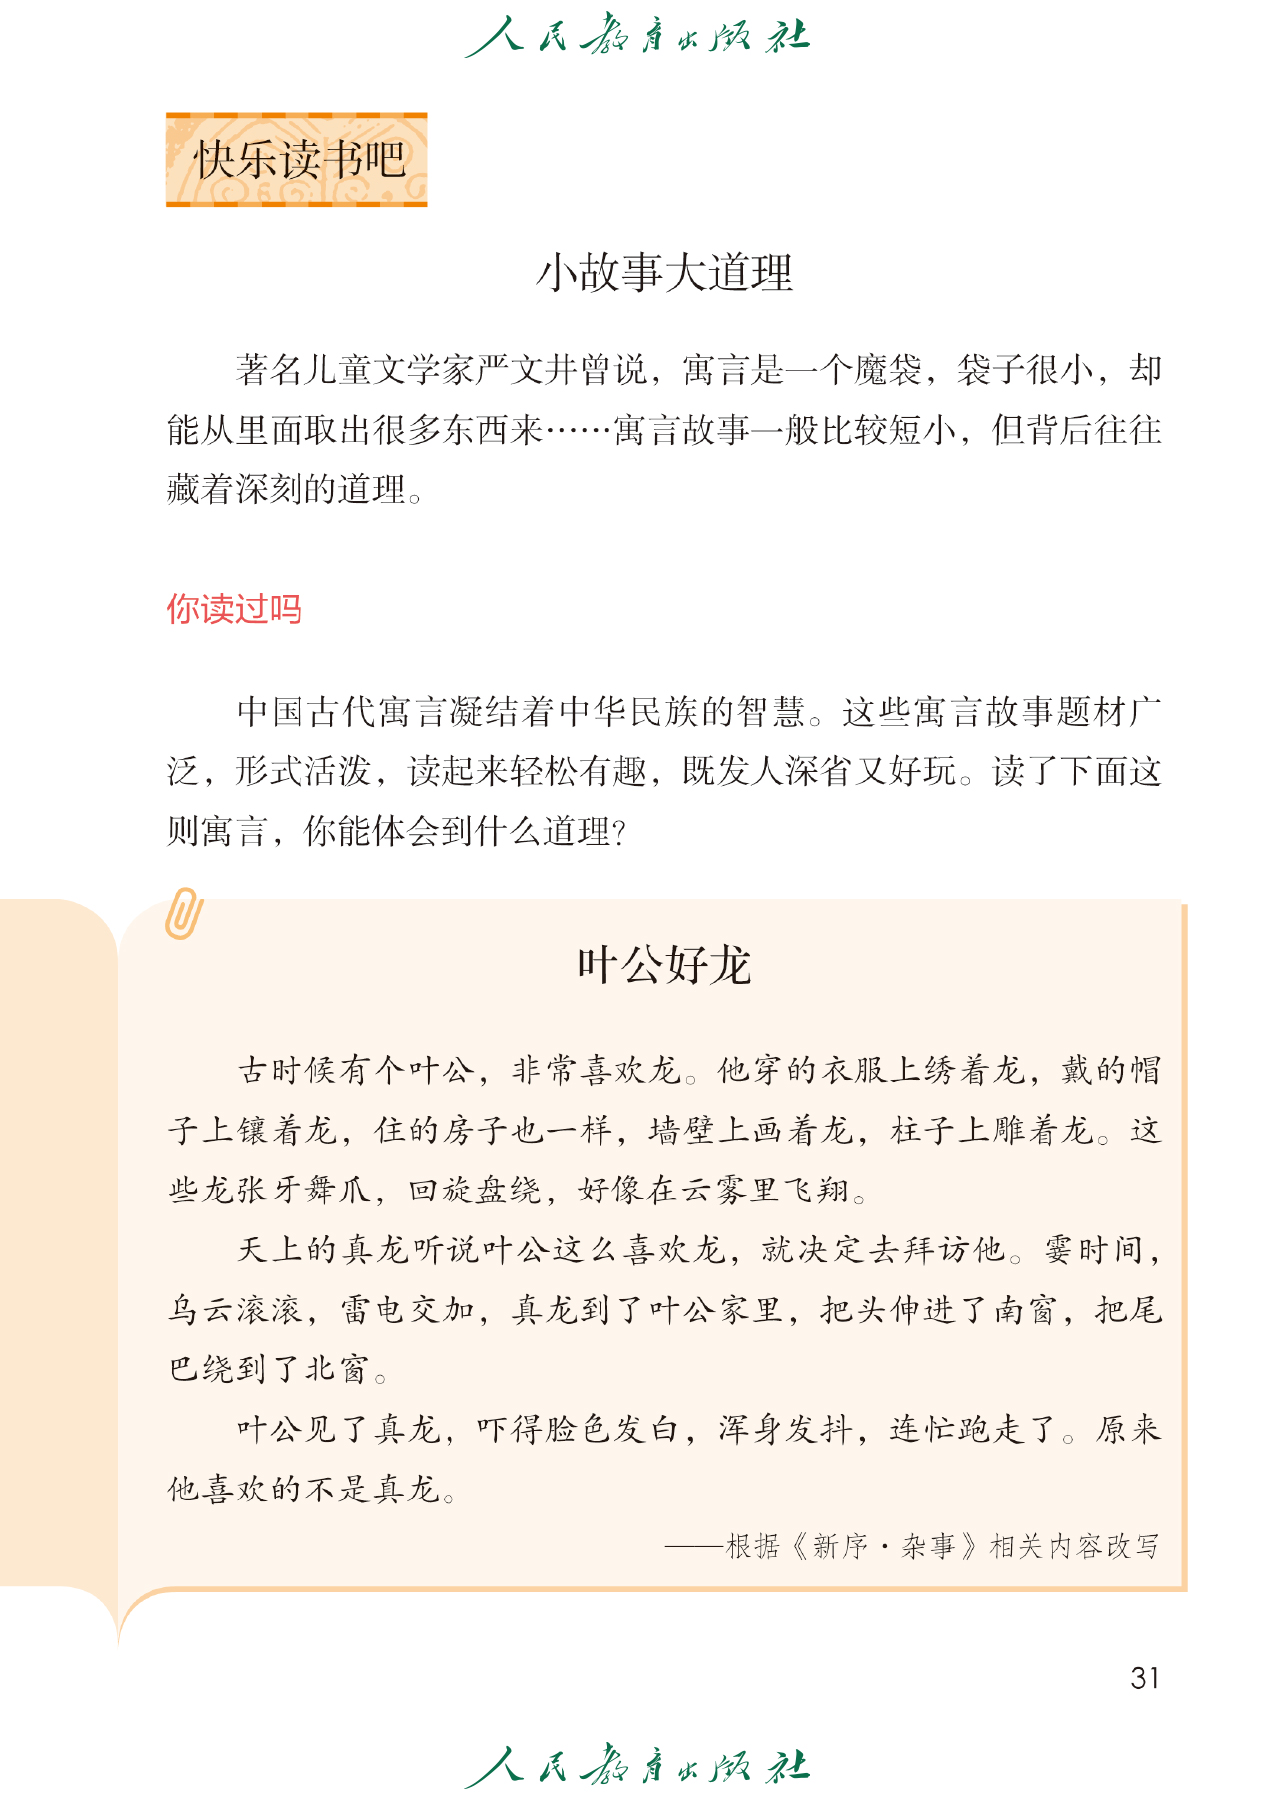 人民教育出版社
快乐读书吧
小故事大道理
著名儿童文学家严文井曾说，寓言是一个魔袋，袋子很小，却
能从里面取出很多东西来……寓言故事一般比较短小，但背后往往
藏着深刻的道理。
你读过吗
中国古代寓言凝结着中华民族的智慧。这些寓言故事题材广
泛，形式活泼，读起来轻松有趣，既发人深省又好玩。读了下面这
则寓言，你能体会到什么道理？
叶公好龙
古时候有个叶公，非常喜欢龙。他穿的衣服上绣着龙，戴的帽
子上镶着龙，住的房子也一样，墙壁上画着龙，柱子上雕着龙。这
些龙张牙舞爪，回旋盘绕，好像在云雾里飞翔。
天上的真龙听说叶公这么喜欢龙，就决定去拜访他。霎时间，
乌云滚滚，雷电交加，真龙到了叶公家里，把头伸进了南窗，把尾
巴绕到了北窗。
叶公见了真龙，吓得脸色发白，浑身发抖，连忙跑走了。原来
他喜欢的不是真龙。
——根据《新序·杂事》相关内容改写
31
人民教育出版社